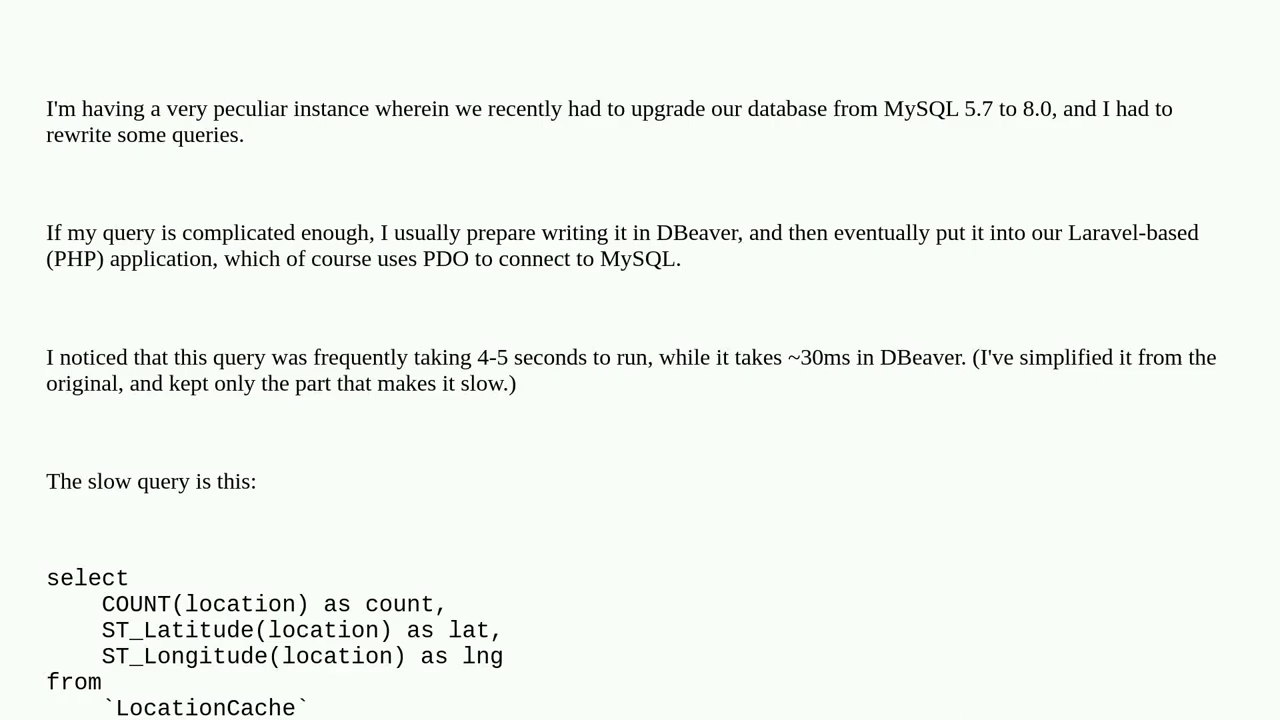 I'm having a very peculiar instance wherein we recently had to upgrade our database from MySQL 5.7 to 8.0, and I had to
rewrite some queries.
If my query is complicated enough, I usually prepare writing it in DBeaver, and then eventually put it into our Laravel-based
(PHP) application, which of course uses PDO to connect to MySQL.
I noticed that this query was frequently taking 4-5 seconds to run, while it takes ~30ms in DBeaver. (I've simplified it from the
original, and kept only the part that makes it slow.)
The slow query is this:
select
    COUNT(location) as count,
    ST_Latitude(location) as lat,
    ST_Longitude(location) as lng
from
    `LocationCache`